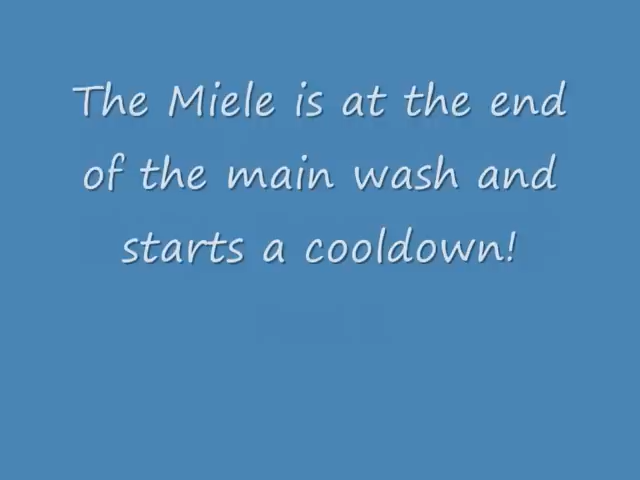 The Miele is at the end
of the main wash and
starts a cooldown!